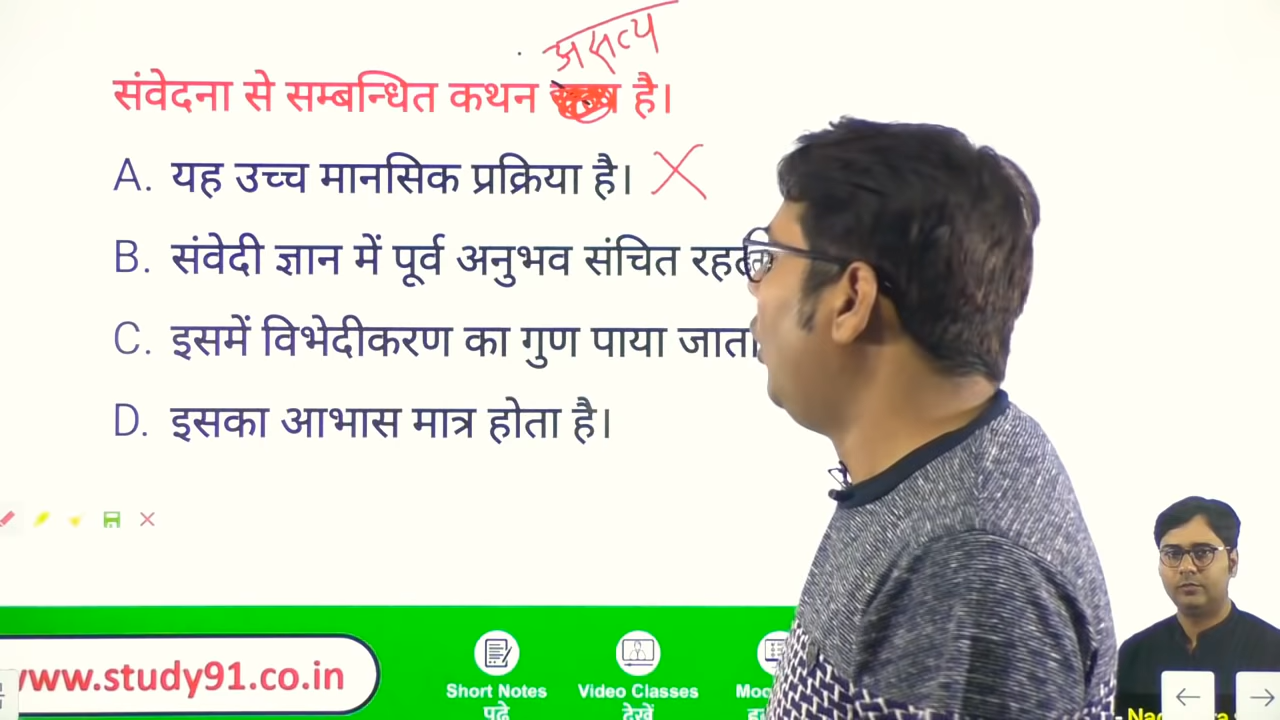 असत्य
संवेदना से सम्बन्धित कथन है।
A. यह उच्च मानसिक प्रक्रिया है। X
B. संवेदी ज्ञान में पूर्व अनुभव संचित
C. इसमें विभेदीकरण का गुण पाया जाता
D. इसका आभास मात्र होता है।
www.study91.co.in
Short Notes
पढ़े
Video Classes
देखें